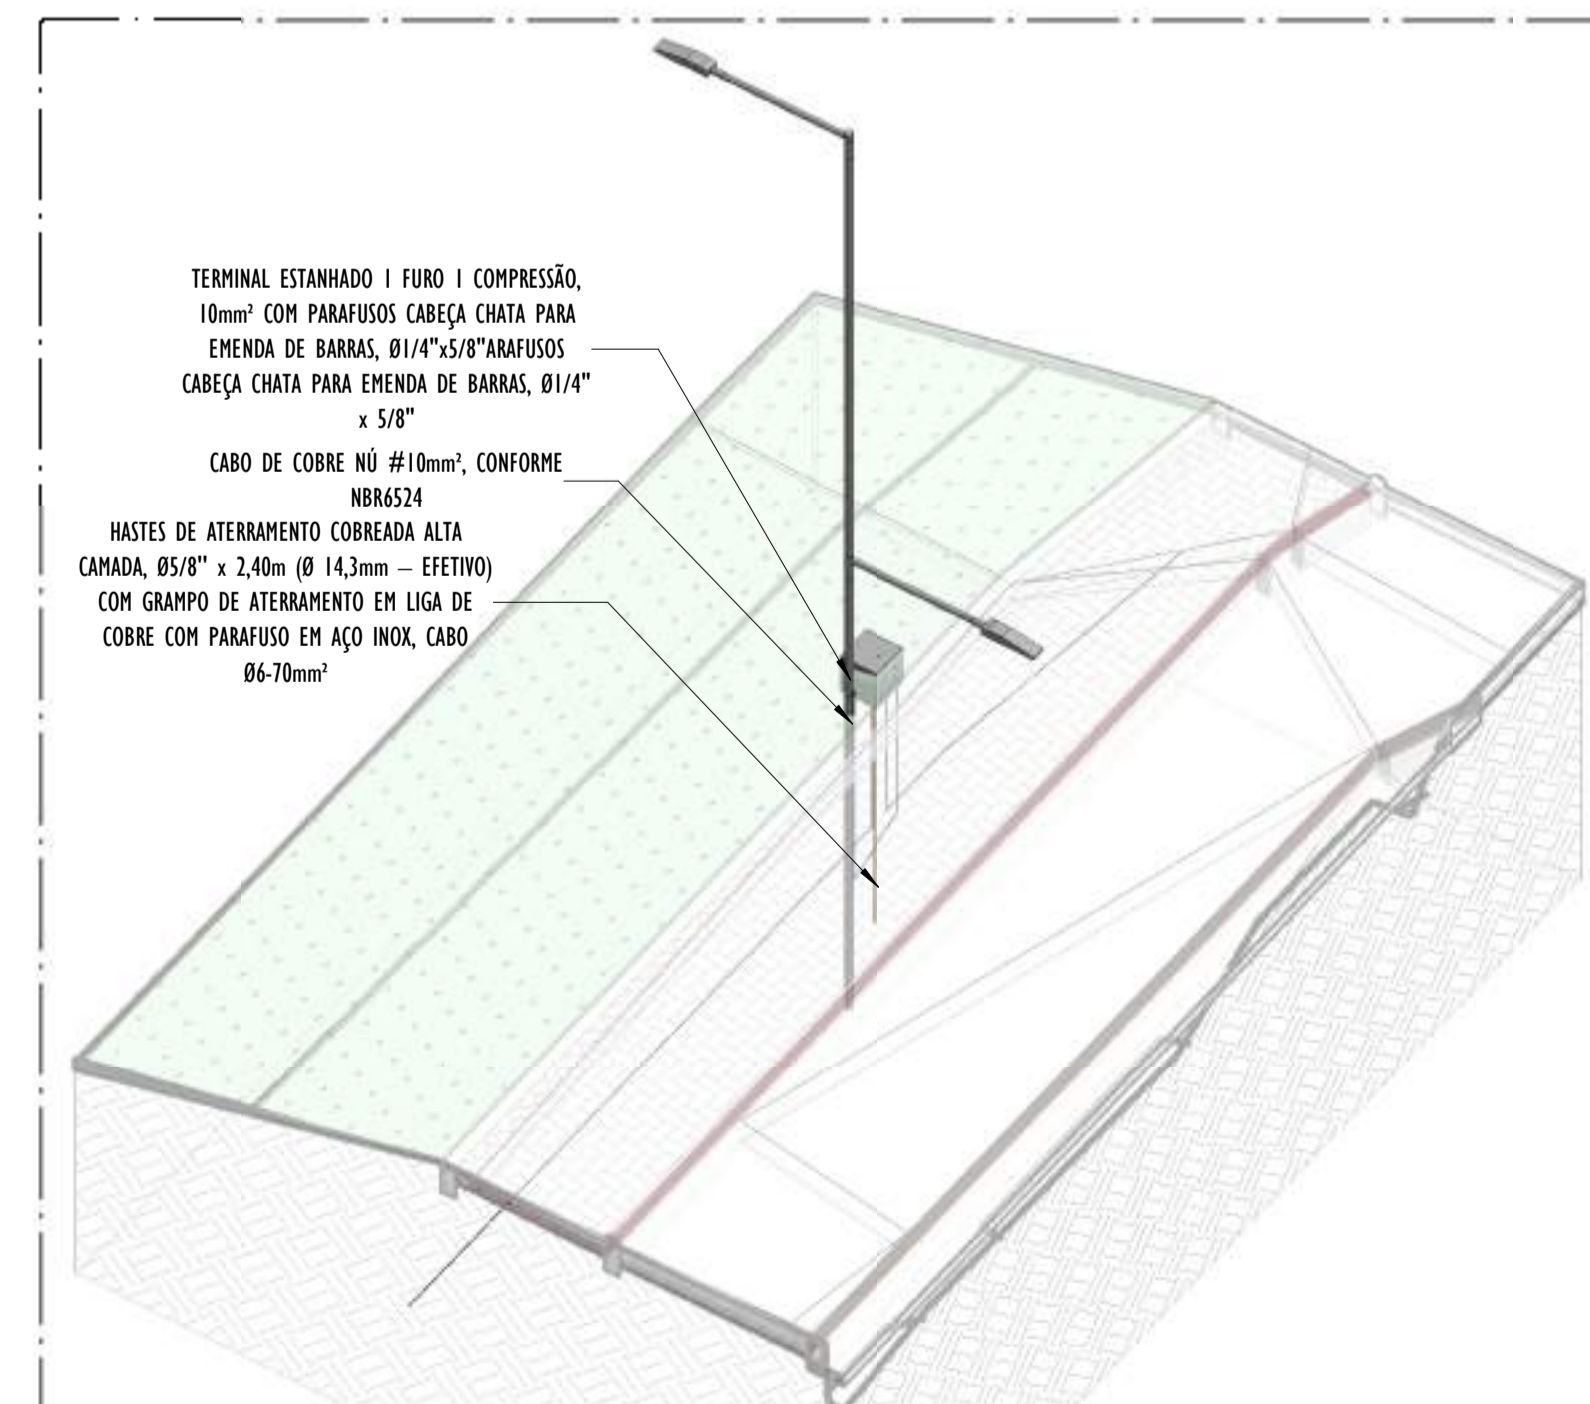 TERMINAL ESTANHADO 1 FURO 1 COMPRESSÃO,
10mm² COM PARAFUSOS CABEÇA CHATA PARA
EMENDA DE BARRAS, Ø1/4"x5/8"ARAFUSOS
CABEÇA CHATA PARA EMENDA DE BARRAS, Ø1/4"
x 5/8"
CABO DE COBRE NÚ #10mm², CONFORME
NBR6524
HASTES DE ATERRAMENTO COBREADA ALTA
CAMADA, Ø5/8" x 2,40m (Ø 14,3mm – EFETIVO)
COM GRAMPO DE ATERRAMENTO EM LIGA DE
COBRE COM PARAFUSO EM AÇO INOX, CABO
Ø6-70mm²